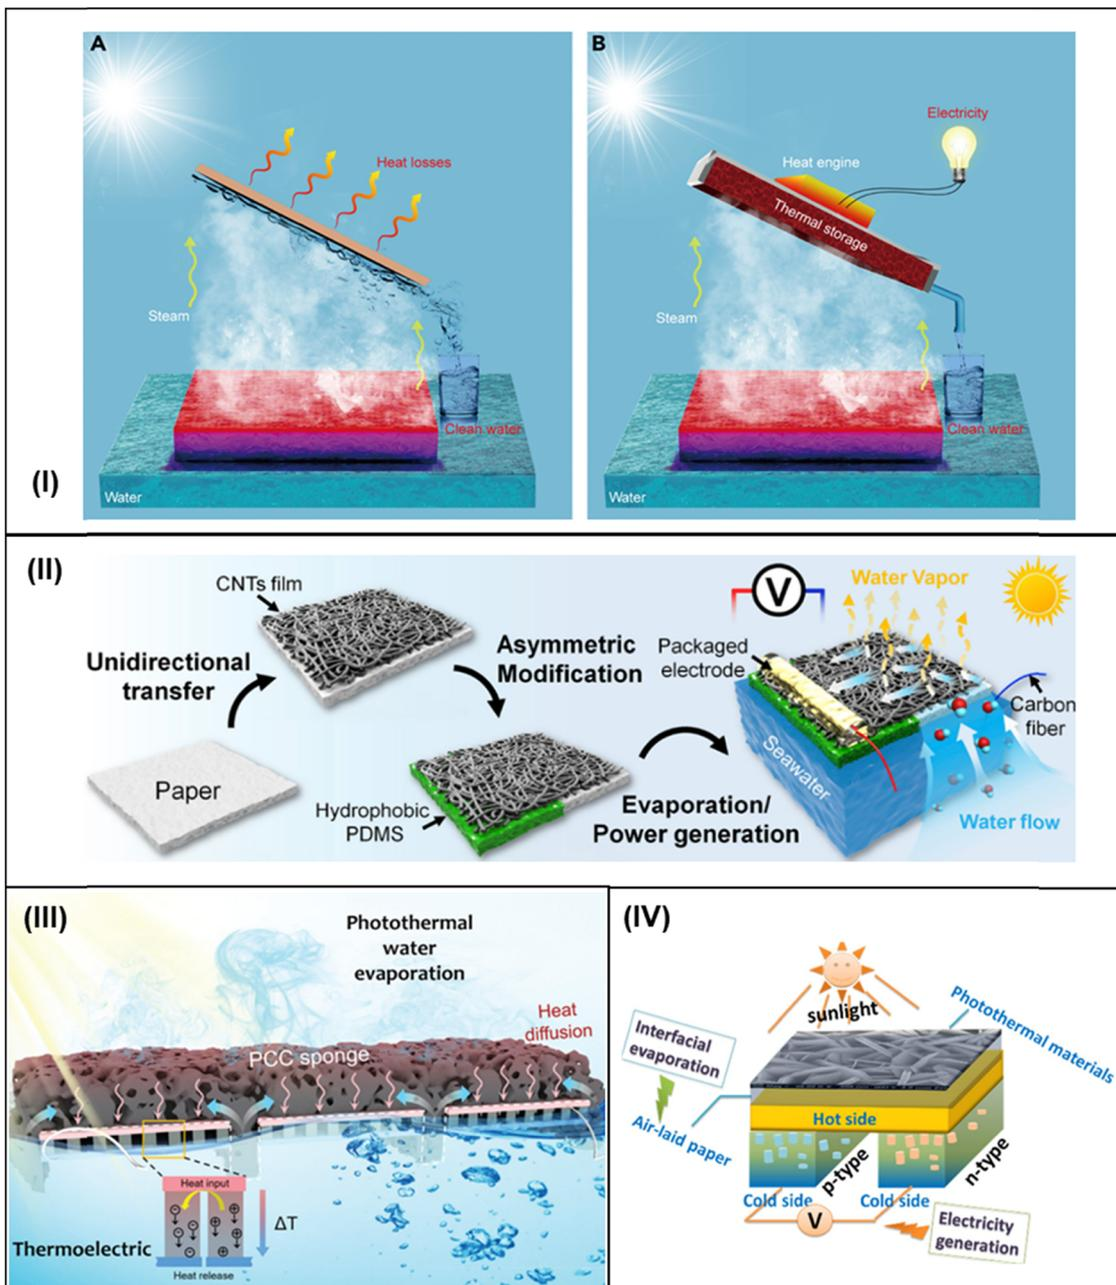 A
Heat losses
Steam
Clean water
Water
B
Electricity
Heat engine
Thermal storage
Steam
Clean water
Water
(I)
(II)
CNTs film
Unidirectional
transfer
Paper
Asymmetric
Modification
Hydrophobic
PDMS
Evaporation/
Power generation
V
Water Vapor
Packaged
electrode
Carbon
fiber
Seawater
Water flow
(III)
Photothermal
water
evaporation
Heat
diffusion
PCC sponge
Heat input
ΔT
Thermoelectric
Heat release
(IV)
sunlight
Photothermal materials
Interfacial
evaporation
Air-laid paper
Hot side
p-type
n-type
Cold side
Cold side
V
Electricity
generation